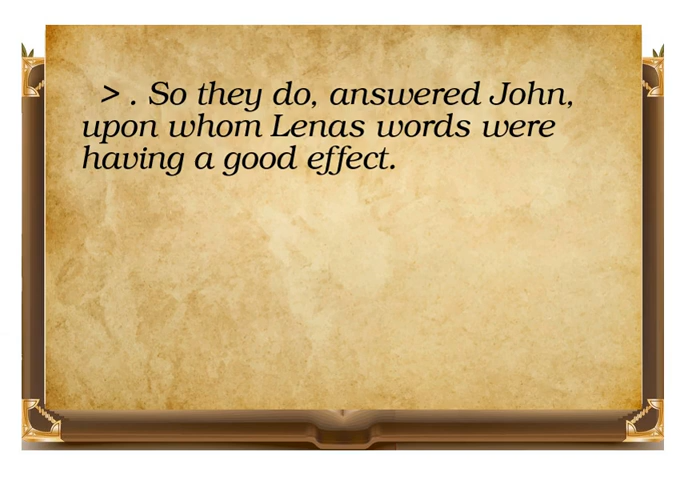 > . So they do, answered John,
upon whom Lenas words were
having a good effect.